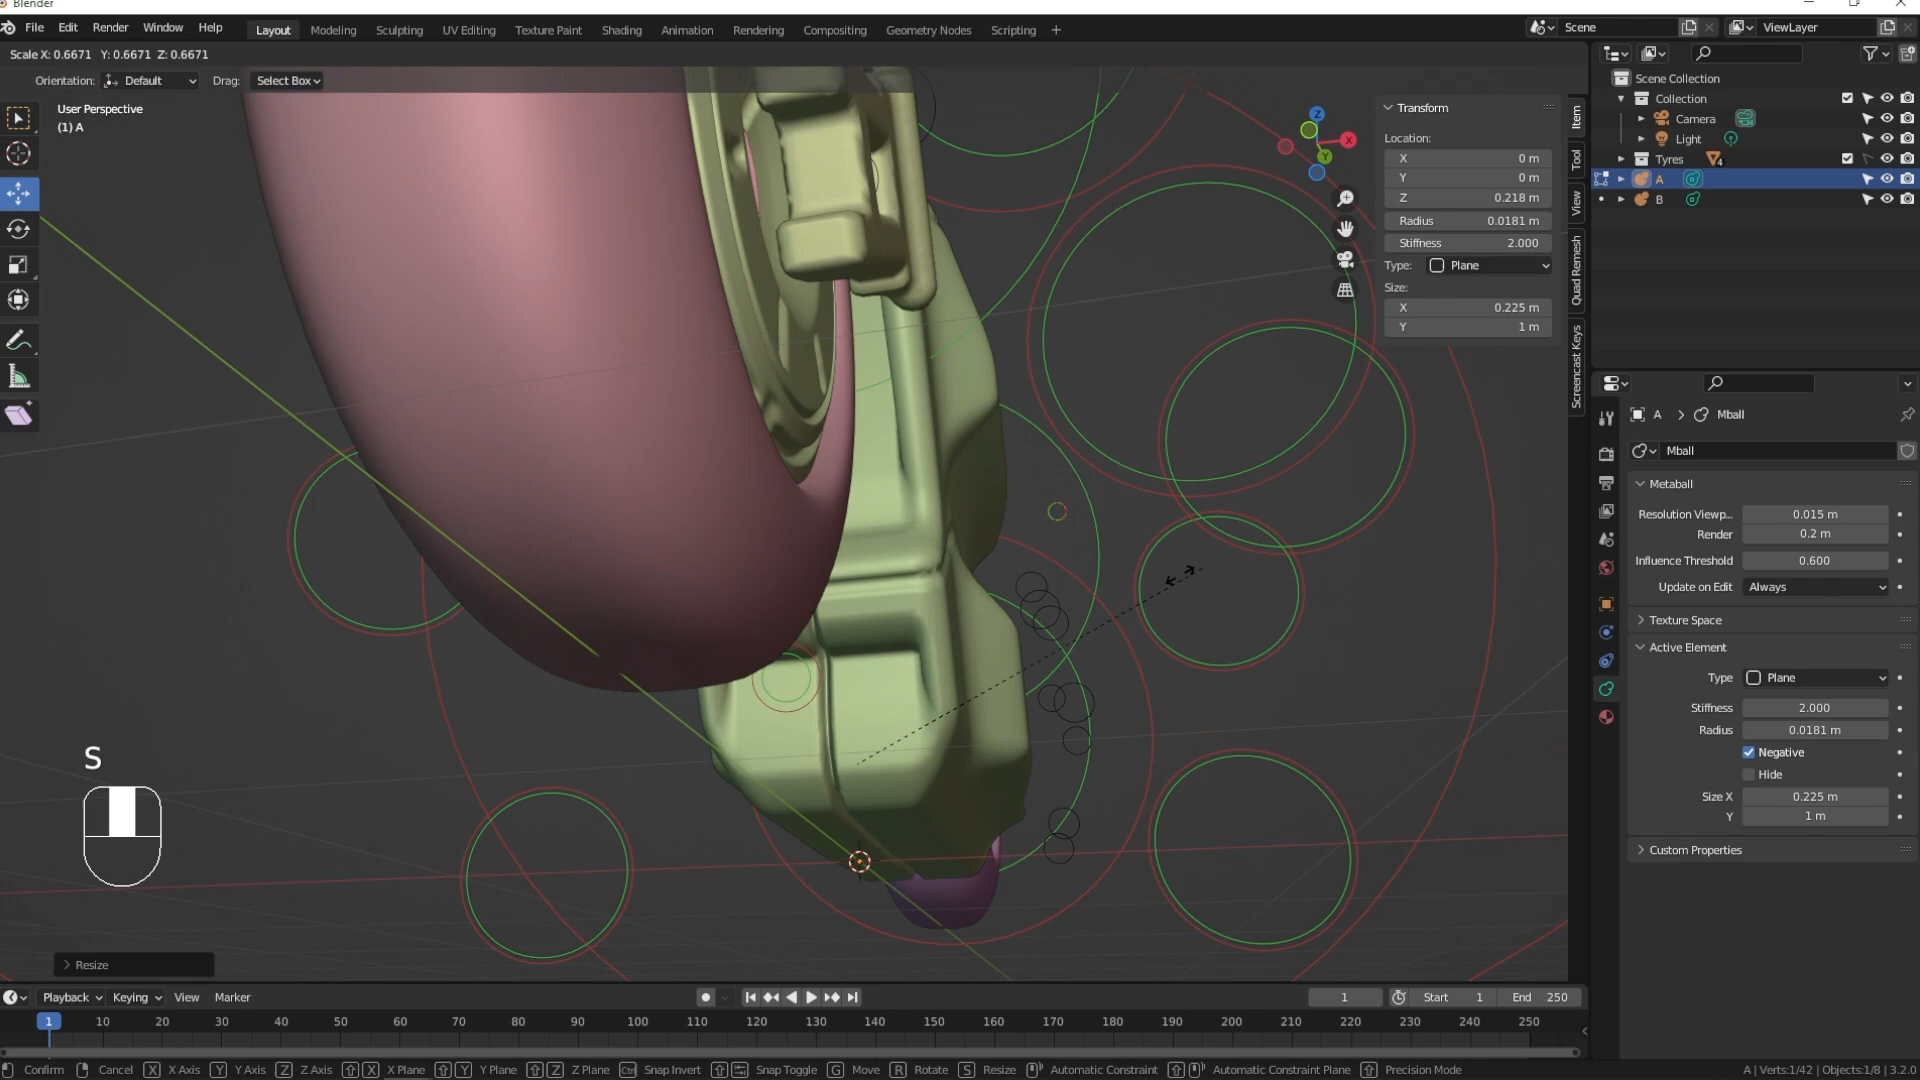 Blender
File Edit Render Window Help
Layout Modeling Sculpting UV Editing Texture Paint Shading Animation Rendering Compositing Geometry Nodes Scripting +
Scene
ViewLayer
Scale X: 0.6671 Y: 0.6671 Z: 0.6671
Orientation: Default Drag: Select Box
User Perspective
(1) A
Z
X
Y
Transform
Location:
X 0 m
Y 0 m
Z 0.218 m
Radius 0.0181 m
Stiffness 2.000
Type: Plane
Size:
X 0.225 m
Y 1 m
Item
Tool
View
Quad Remesh
Screencast Keys
Scene Collection
Collection
Camera
Light
Tyres 4
A
B
A > Mball
Mball
Metaball
Resolution Viewp... 0.015 m
Render 0.2 m
Influence Threshold 0.600
Update on Edit Always
Texture Space
Active Element
Type Plane
Stiffness 2.000
Radius 0.0181 m
Negative
Hide
Size X 0.225 m
Y 1 m
Custom Properties
S
Resize
Playback Keying View Marker
1
Start 1 End 250
1 10 20 30 40 50 60 70 80 90 100 110 120 130 140 150 160 170 180 190 200 210 220 230 240 250
Confirm Cancel X X Axis Y Y Axis Z Z Axis X X Plane Y Y Plane Z Z Plane Ctrl Snap Invert Snap Toggle G Move R Rotate S Resize Automatic Constraint Automatic Constraint Plane Precision Mode
A | Verts:1/42 | Objects:1/8 | 3.2.0